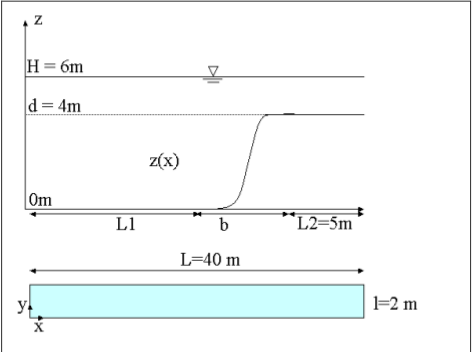 z
H = 6m
d = 4m
z(x)
0m
L1
b
L2=5m
L=40 m
y
l=2 m
x